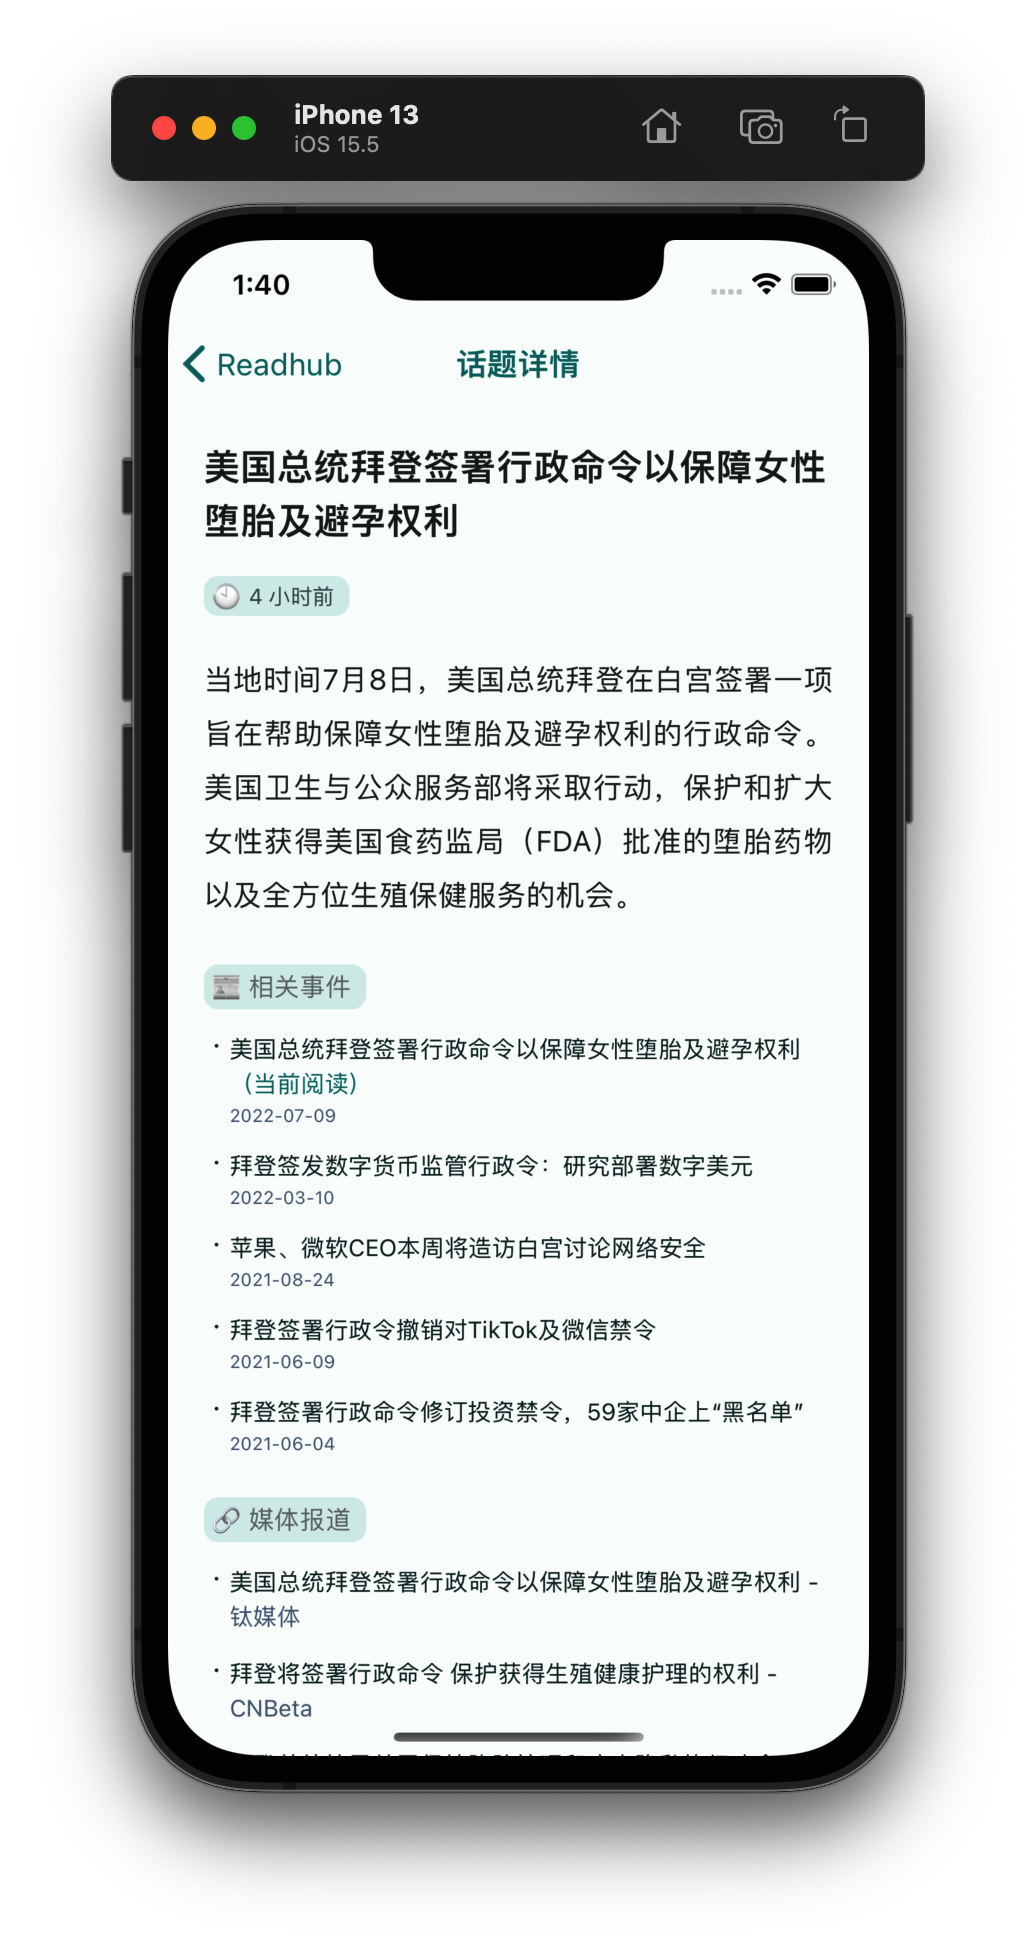 iPhone 13
iOS 15.5
1:40
Readhub
话题详情
美国总统拜登签署行政命令以保障女性
堕胎及避孕权利
4 小时前
当地时间7月8日，美国总统拜登在白宫签署一项
旨在帮助保障女性堕胎及避孕权利的行政命令。
美国卫生与公众服务部将采取行动，保护和扩大
女性获得美国食药监局（FDA）批准的堕胎药物
以及全方位生殖保健服务的机会。
相关事件
· 美国总统拜登签署行政命令以保障女性堕胎及避孕权利
（当前阅读）
2022-07-09
· 拜登签发数字货币监管行政令：研究部署数字美元
2022-03-10
· 苹果、微软CEO本周将造访白宫讨论网络安全
2021-08-24
· 拜登签署行政令撤销对TikTok及微信禁令
2021-06-09
· 拜登签署行政命令修订投资禁令，59家中企上“黑名单”
2021-06-04
媒体报道
· 美国总统拜登签署行政命令以保障女性堕胎及避孕权利 -
钛媒体
· 拜登将签署行政命令 保护获得生殖健康护理的权利 -
CNBeta